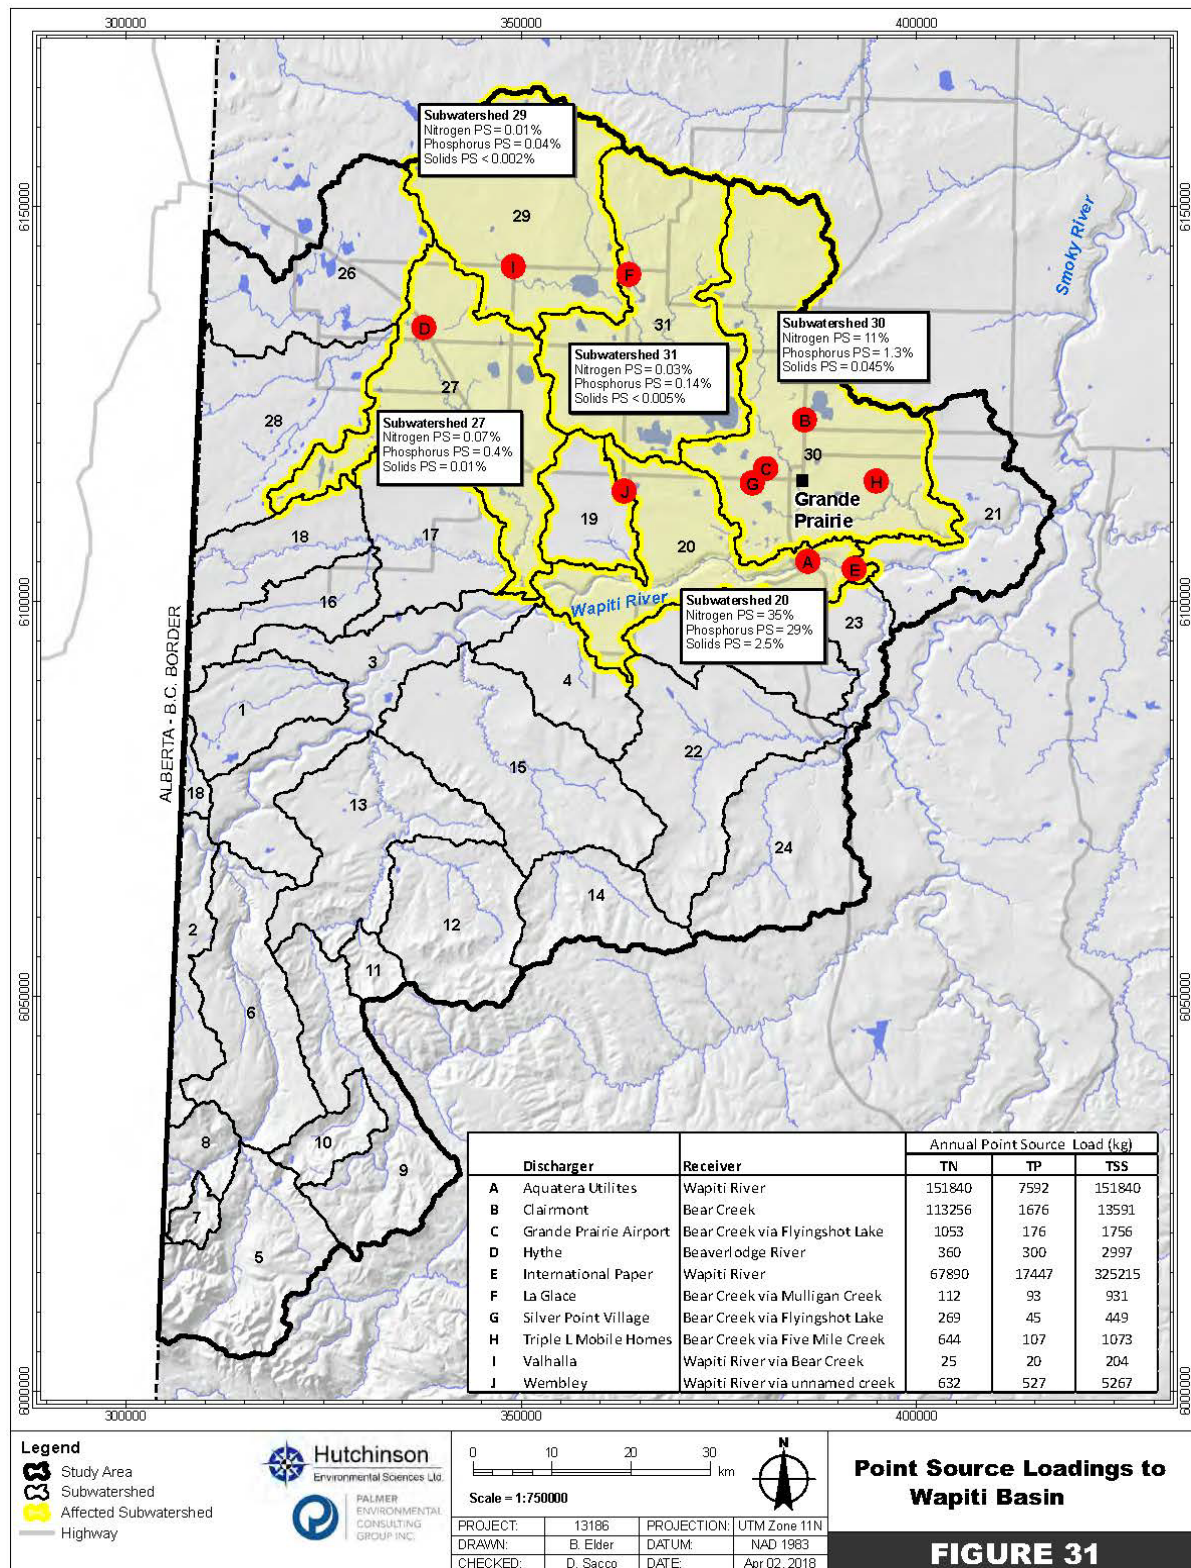 300000
350000
400000
6150000
6150000
6100000
6100000
6050000
6050000
6000000
6000000
Subwatershed 29
Nitrogen PS = 0.01%
Phosphorus PS = 0.04%
Solids PS < 0.002%
29
26
I
F
Smoky River
D
31
Subwatershed 30
Nitrogen PS = 11%
Phosphorus PS = 1.3%
Solids PS = 0.045%
Subwatershed 31
Nitrogen PS = 0.03%
Phosphorus PS = 0.14%
Solids PS < 0.005%
27
28
Subwatershed 27
Nitrogen PS = 0.07%
Phosphorus PS = 0.4%
Solids PS = 0.01%
B
30
C
G
H
J
Grande
Prairie
19
21
18
17
20
A
E
16
Wapiti River
Subwatershed 20
Nitrogen PS = 35%
Phosphorus PS = 29%
Solids PS = 2.5%
23
3
4
1
ALBERTA - B.C. BORDER
22
15
18
13
24
14
12
2
11
6
8
10
9
7
5
Annual Point Source Load (kg)
Discharger Receiver TN TP TSS
A Aquatera Utilites Wapiti River 151840 7592 151840
B Clairmont Bear Creek 113256 1676 13591
C Grande Prairie Airport Bear Creek via Flyingshot Lake 1053 176 1756
D Hythe Beaverlodge River 360 300 2997
E International Paper Wapiti River 67890 17447 325215
F La Glace Bear Creek via Mulligan Creek 112 93 931
G Silver Point Village Bear Creek via Flyingshot Lake 269 45 449
H Triple L Mobile Homes Bear Creek via Five Mile Creek 644 107 1073
I Valhalla Wapiti River via Bear Creek 25 20 204
J Wembley Wapiti River via unnamed creek 632 527 5267
300000
350000
400000
Legend
Study Area
Subwatershed
Affected Subwatershed
Highway
Hutchinson
Environmental Sciences Ltd.
PALMER
ENVIRONMENTAL
CONSULTING
GROUP INC.
0 10 20 30
km
Scale = 1:750000
N
PROJECT: 13186 PROJECTION: UTM Zone 11N
DRAWN: B. Elder DATUM: NAD 1983
CHECKED: D. Sacco DATE: Apr 02, 2018
Point Source Loadings to
Wapiti Basin
FIGURE 31